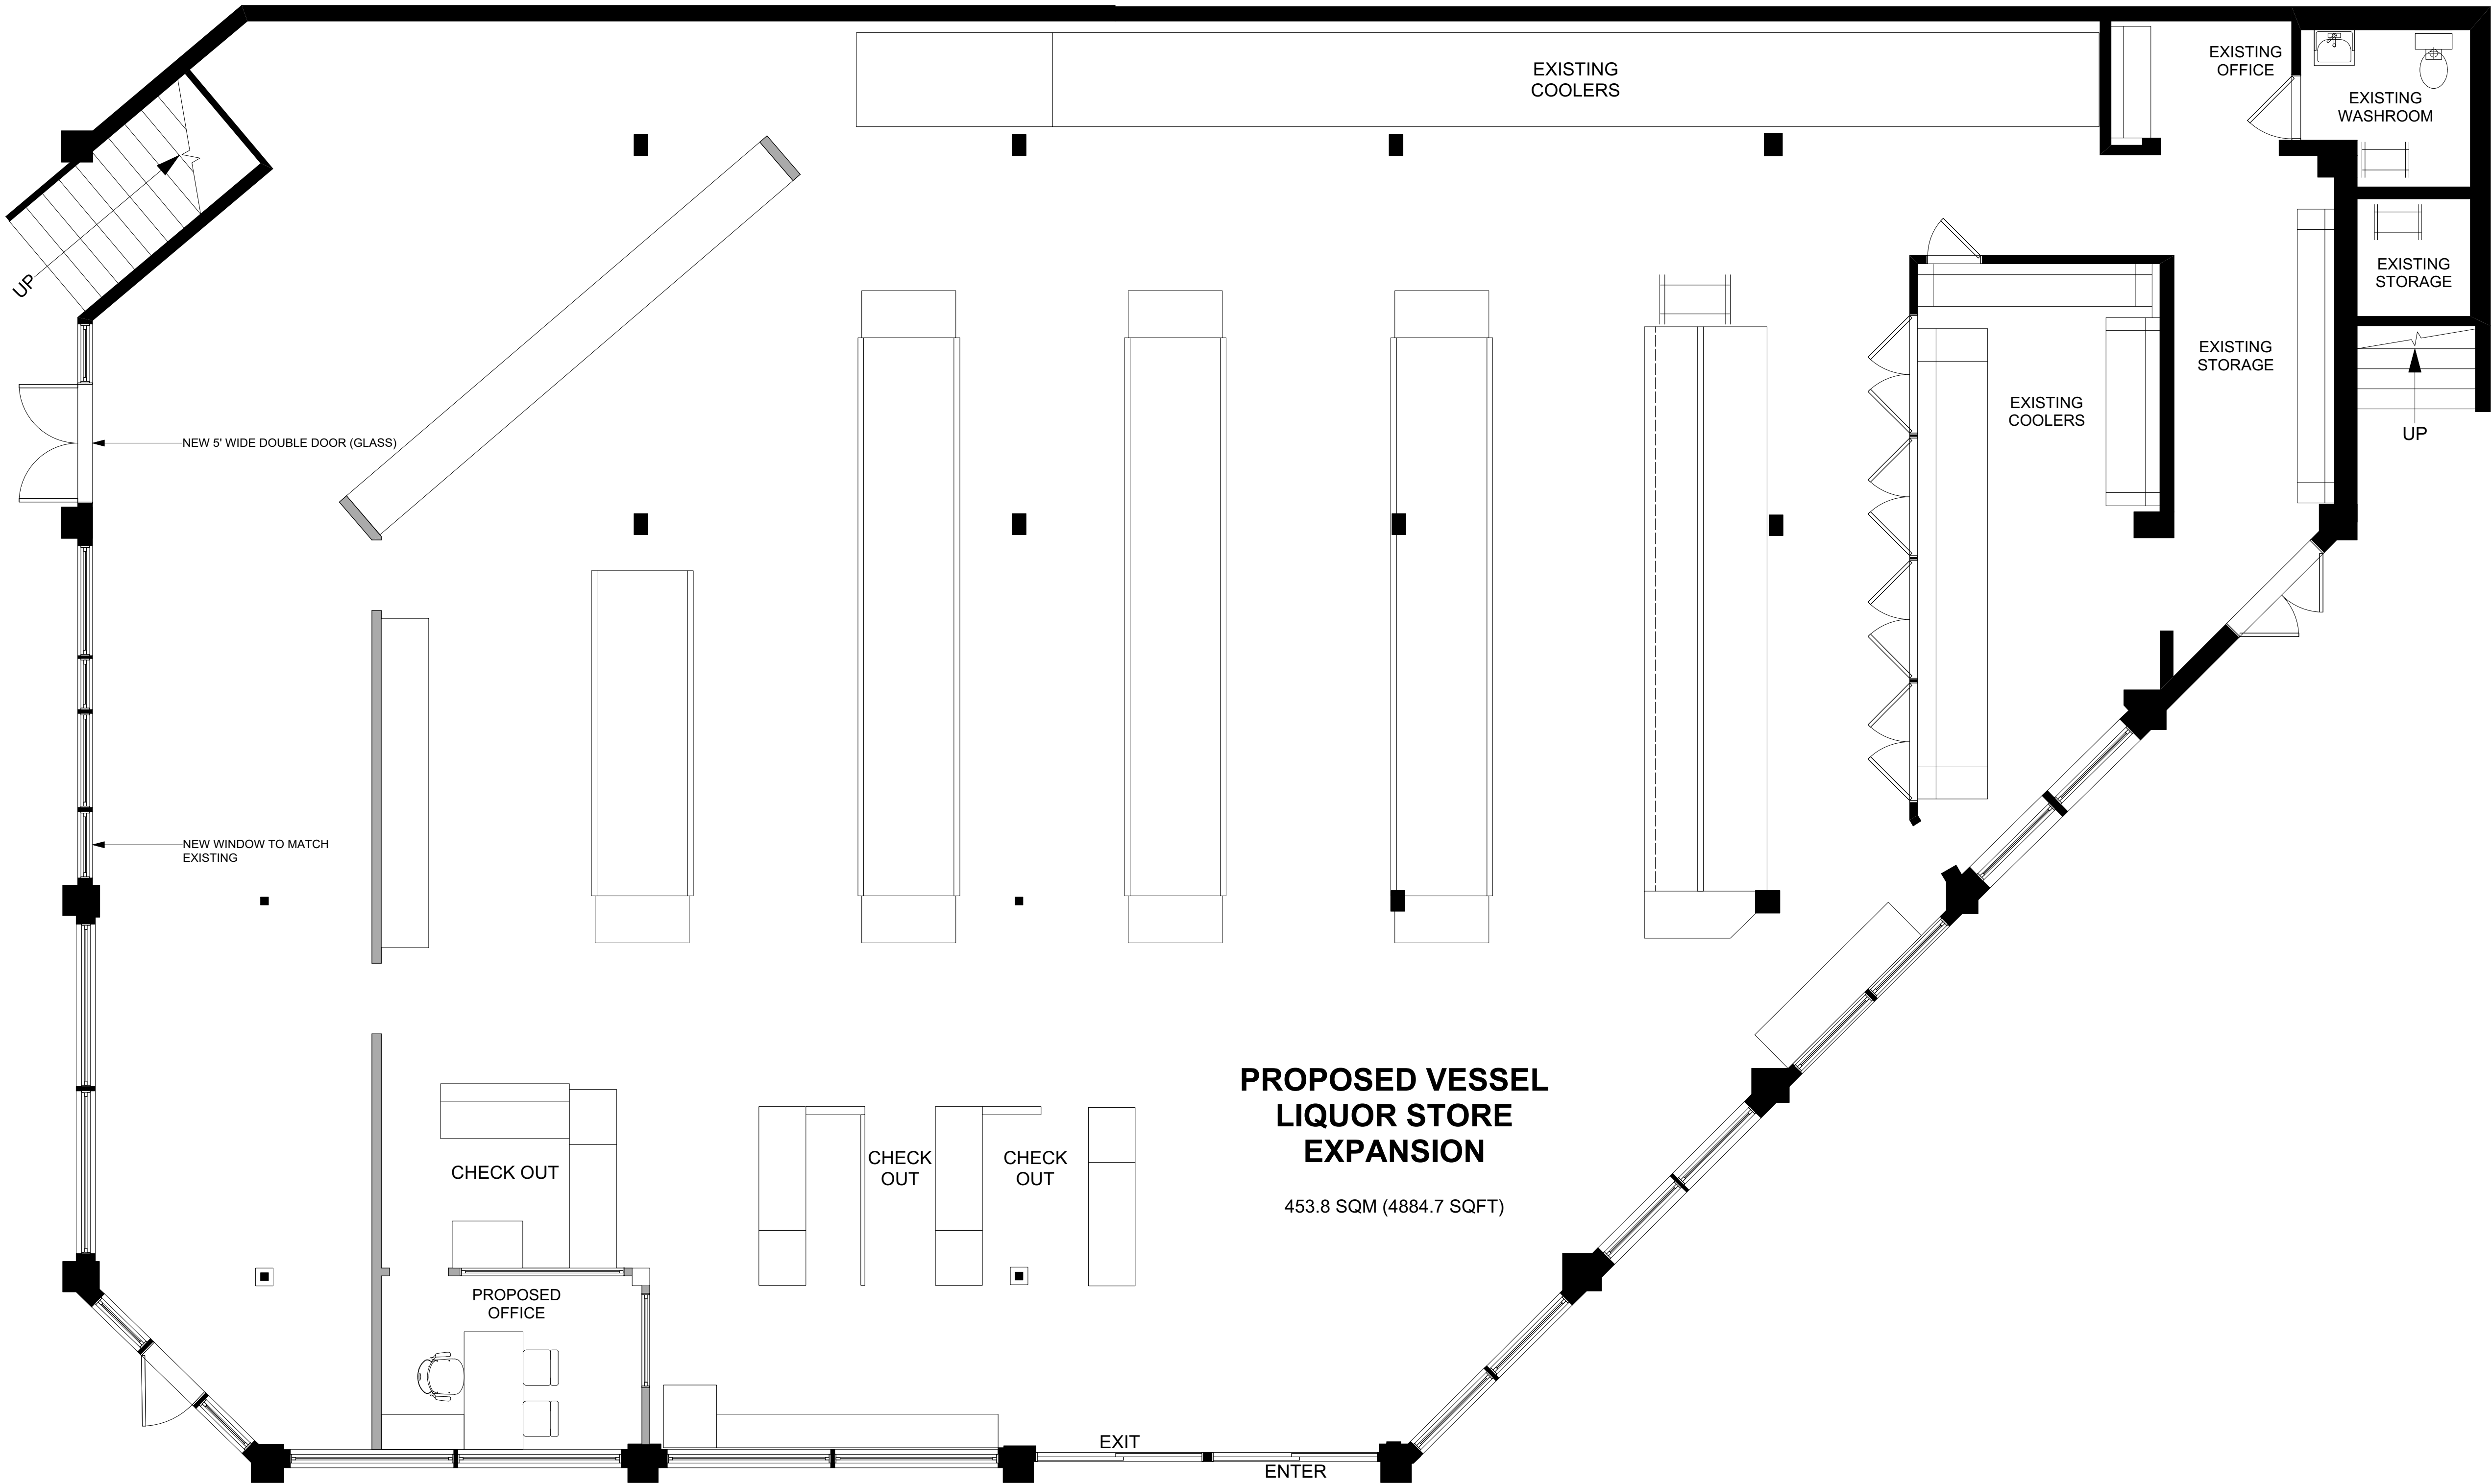 EXISTING
COOLERS
EXISTING
OFFICE
EXISTING
WASHROOM
EXISTING
STORAGE
UP
EXISTING
STORAGE
EXISTING
COOLERS
UP
NEW 5' WIDE DOUBLE DOOR (GLASS)
NEW WINDOW TO MATCH
EXISTING
PROPOSED VESSEL
LIQUOR STORE
EXPANSION
453.8 SQM (4884.7 SQFT)
CHECK OUT
CHECK
OUT
CHECK
OUT
PROPOSED
OFFICE
EXIT
ENTER